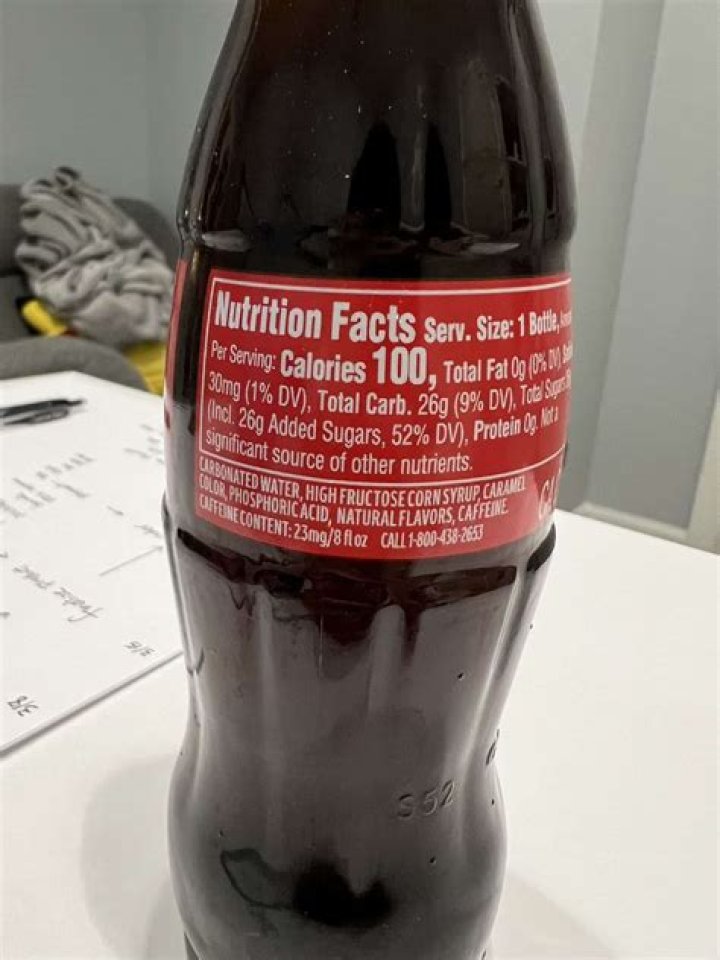 Nutrition Facts Serv. Size: 1 Bottle,
Per Serving: Calories 100, Total Fat 0g (0% DV),
30mg (1% DV), Total Carb. 26g (9% DV), Total Sugars
(Incl. 26g Added Sugars, 52% DV), Protein 0g. Not a
significant source of other nutrients.
CARBONATED WATER, HIGH FRUCTOSE CORN SYRUP, CARAMEL
COLOR, PHOSPHORIC ACID, NATURAL FLAVORS, CAFFEINE.
CAFFEINE CONTENT: 23mg/8 fl oz CALL 1-800-438-2653
S 52